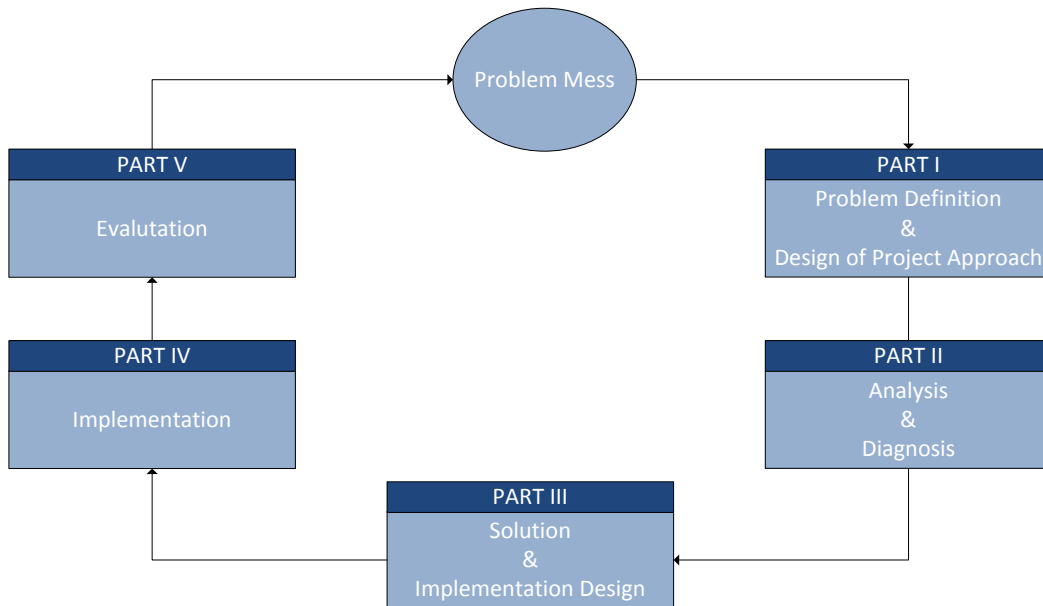 Problem Mess
PART I
Problem Definition
&
Design of Project Approach
PART II
Analysis
&
Diagnosis
PART III
Solution
&
Implementation Design
PART IV
Implementation
PART V
Evalutation